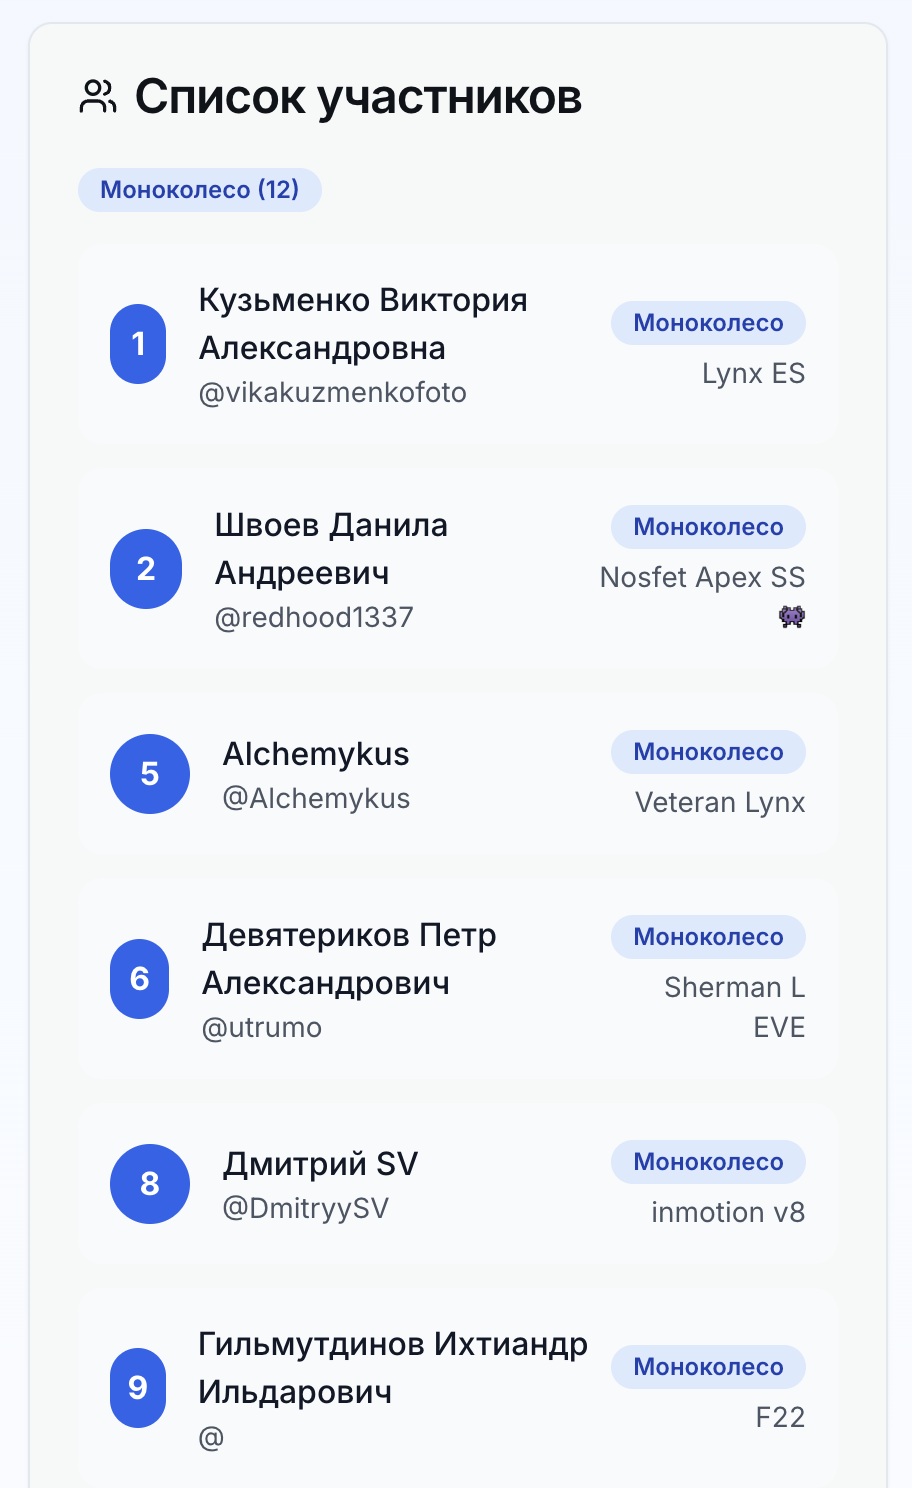 Список участников
Моноколесо (12)
1
Кузьменко Виктория
Александровна
@vikakuzmenkofoto
Моноколесо
Lynx ES
2
Швоев Данила
Андреевич
@redhood1337
Моноколесо
Nosfet Apex SS
👾
5
Alchemykus
@Alchemykus
Моноколесо
Veteran Lynx
6
Девятериков Петр
Александрович
@utrumo
Моноколесо
Sherman L
EVE
8
Дмитрий SV
@DmitryySV
Моноколесо
inmotion v8
9
Гильмутдинов Ихтиандр
Ильдарович
@
Моноколесо
F22